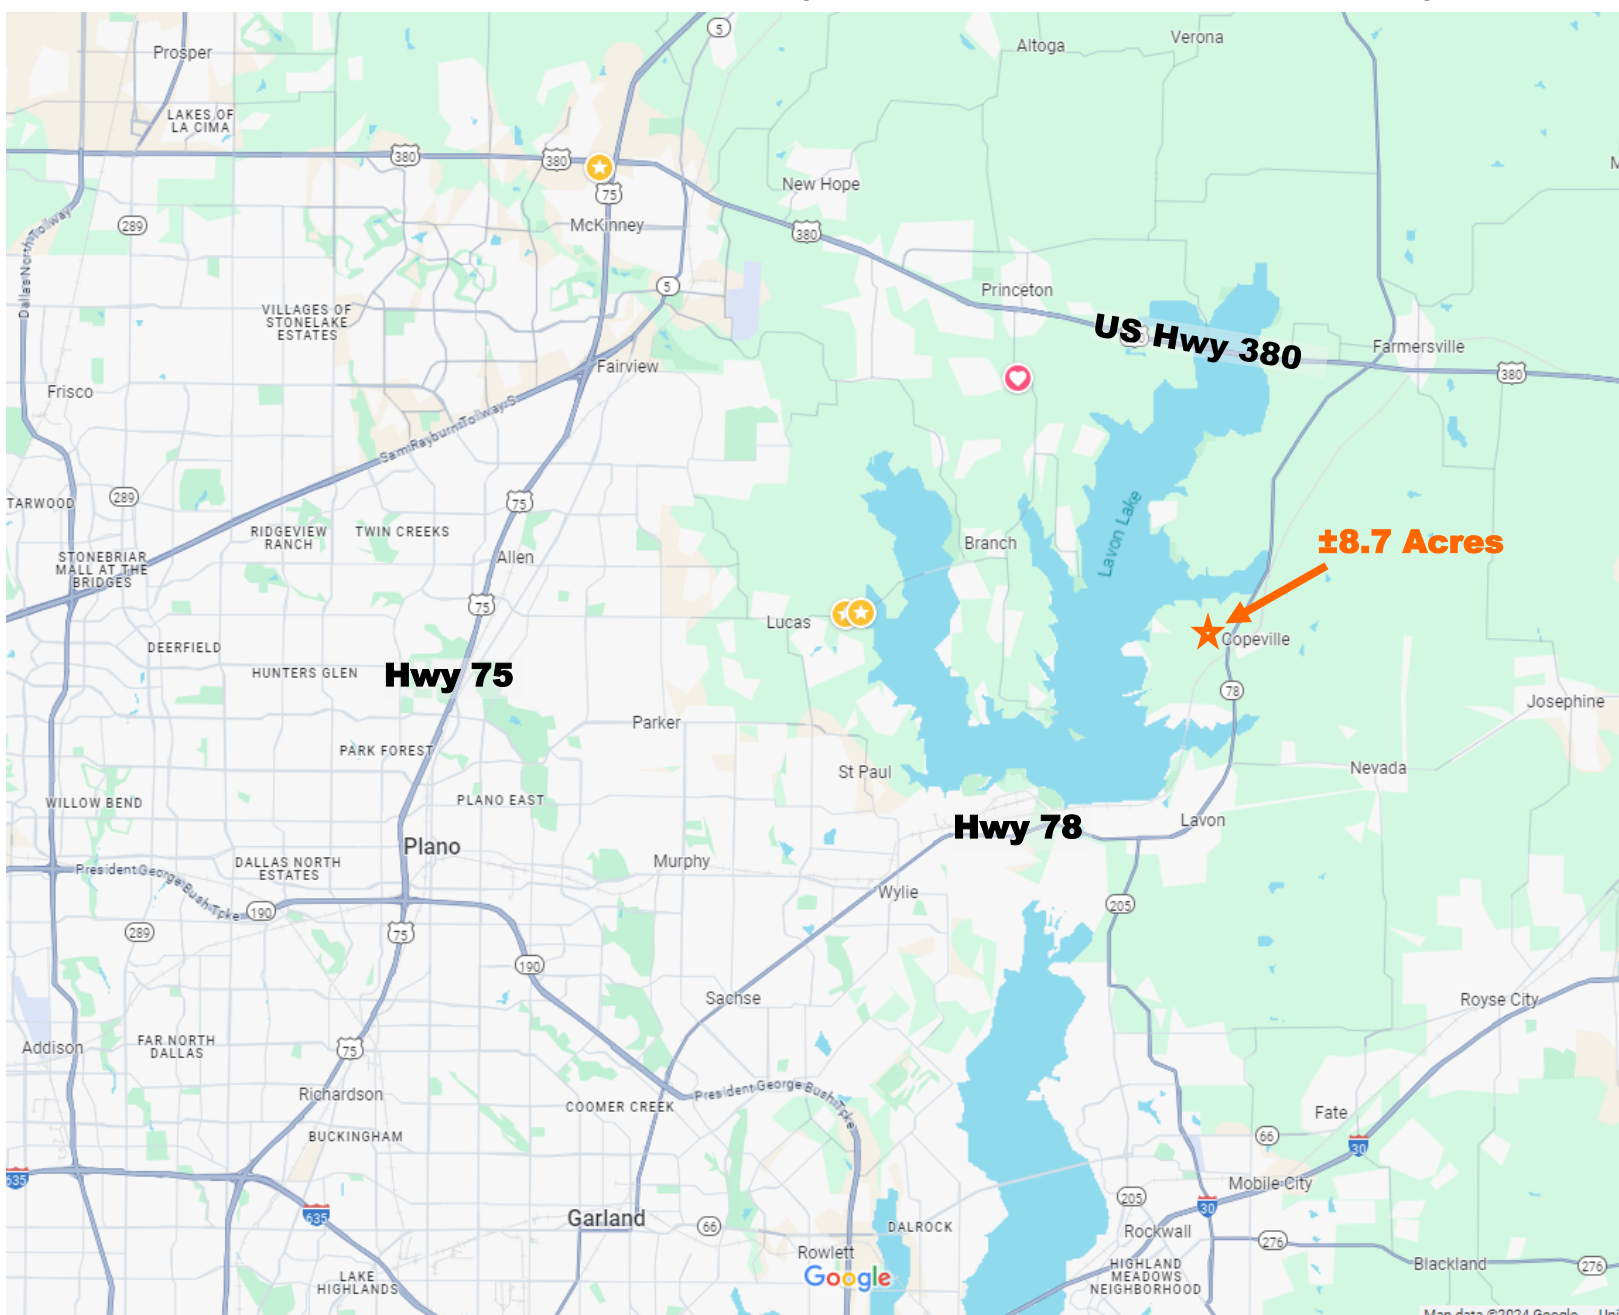 5
Altoga
Verona
Prosper
LAKES OF
LA CIMA
380
380
75
New Hope
289
McKinney
380
Dallas North Tollway
5
Princeton
VILLAGES OF
STONELAKE
ESTATES
US Hwy 380
Farmersville
Fairview
380
Frisco
Sam Rayburn Tollway S
289
TARWOOD
75
Lavon Lake
RIDGEVIEW
RANCH
TWIN CREEKS
Branch
±8.7 Acres
Allen
STONEBRIAR
MALL AT THE
BRIDGES
75
Lucas
Copeville
DEERFIELD
HUNTERS GLEN
Hwy 75
78
Josephine
Parker
PARK FOREST
St Paul
Nevada
WILLOW BEND
PLANO EAST
Lavon
Hwy 78
Plano
Murphy
DALLAS NORTH
ESTATES
President George Bush Tpke
Wylie
190
205
289
75
190
Sachse
Royse City
Addison
FAR NORTH
DALLAS
75
Richardson
President George Bush Tpke
COOMER CREEK
Fate
BUCKINGHAM
66
30
635
Mobile City
205
30
635
Garland
66
DALROCK
Rockwall
276
Rowlett
Blackland
276
HIGHLAND
MEADOWS
NEIGHBORHOOD
LAKE
HIGHLANDS
Google
Map data ©2024 Google